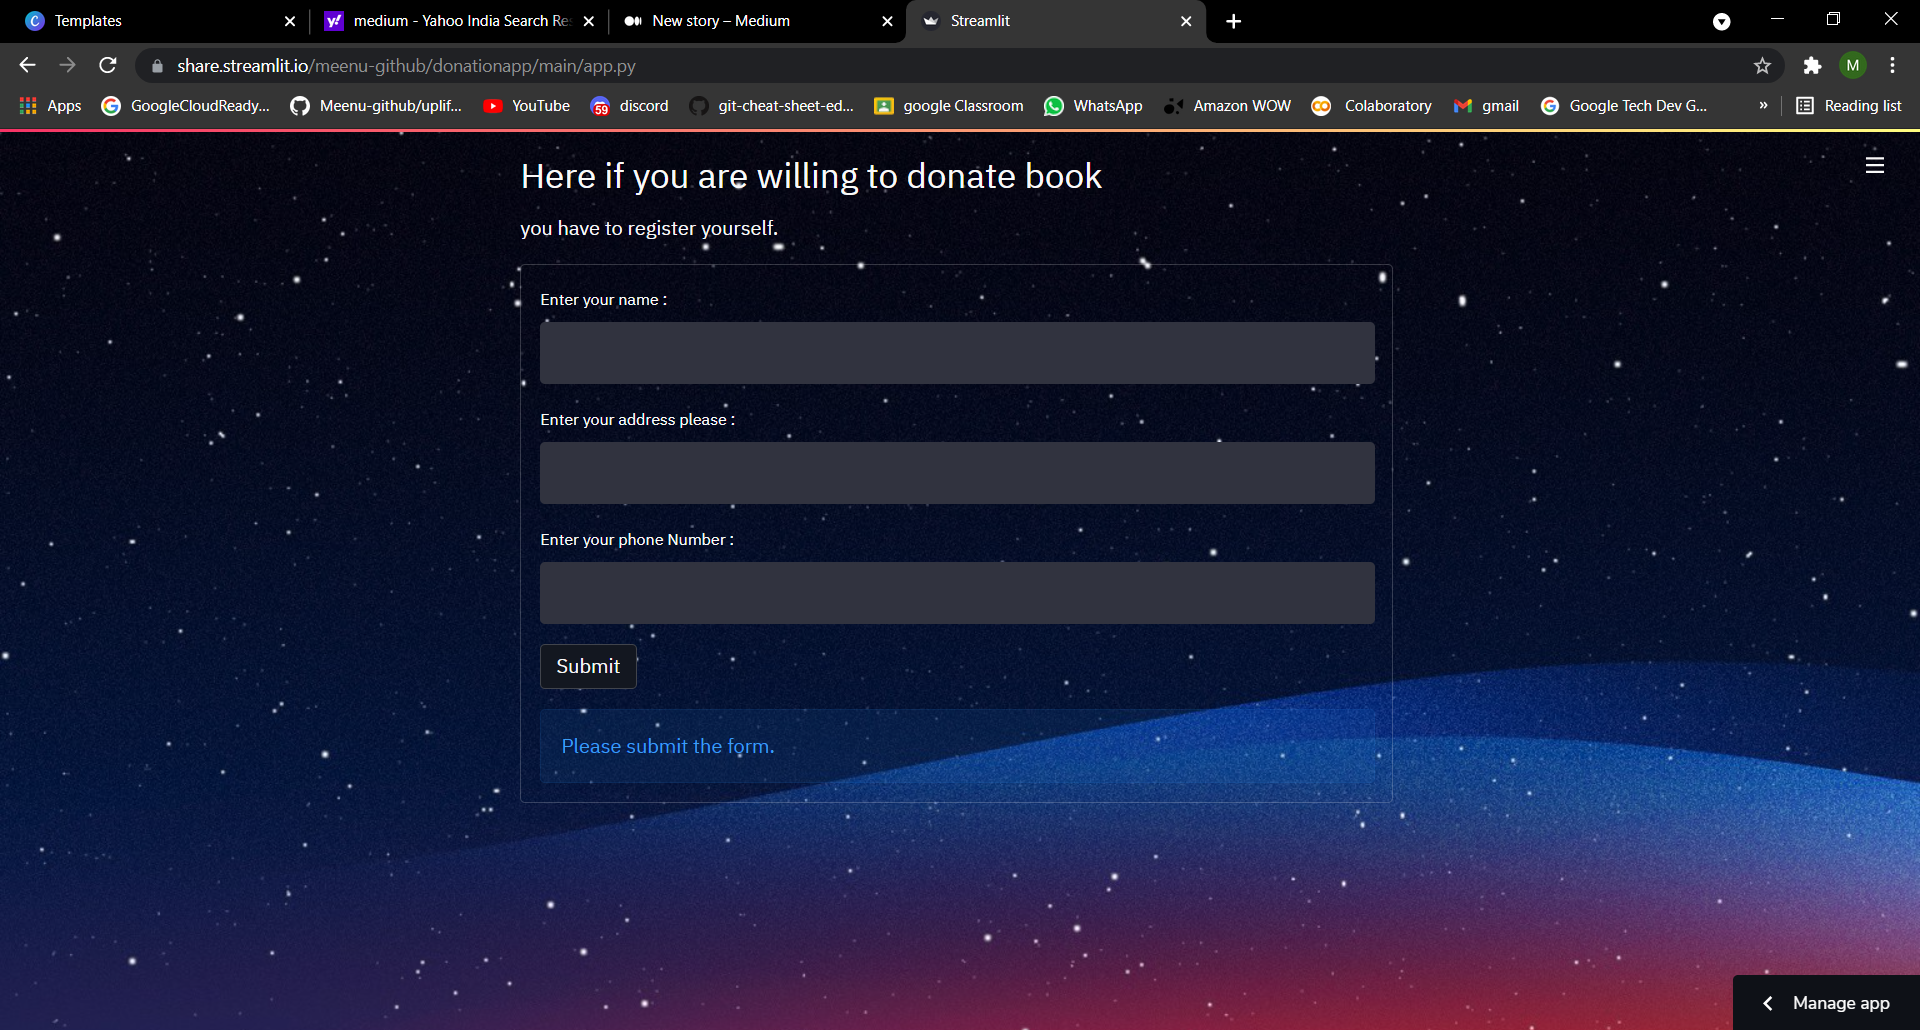 Templates
medium - Yahoo India Search Re
New story – Medium
Streamlit
share.streamlit.io/meenu-github/donationapp/main/app.py
M
Apps
GoogleCloudReady...
Meenu-github/uplif...
YouTube
59
discord
git-cheat-sheet-ed...
google Classroom
WhatsApp
Amazon WOW
Colaboratory
gmail
Google Tech Dev G...
»
Reading list
Here if you are willing to donate book
you have to register yourself.
Enter your name :
Enter your address please :
Enter your phone Number :
Submit
Please submit the form.
Manage app